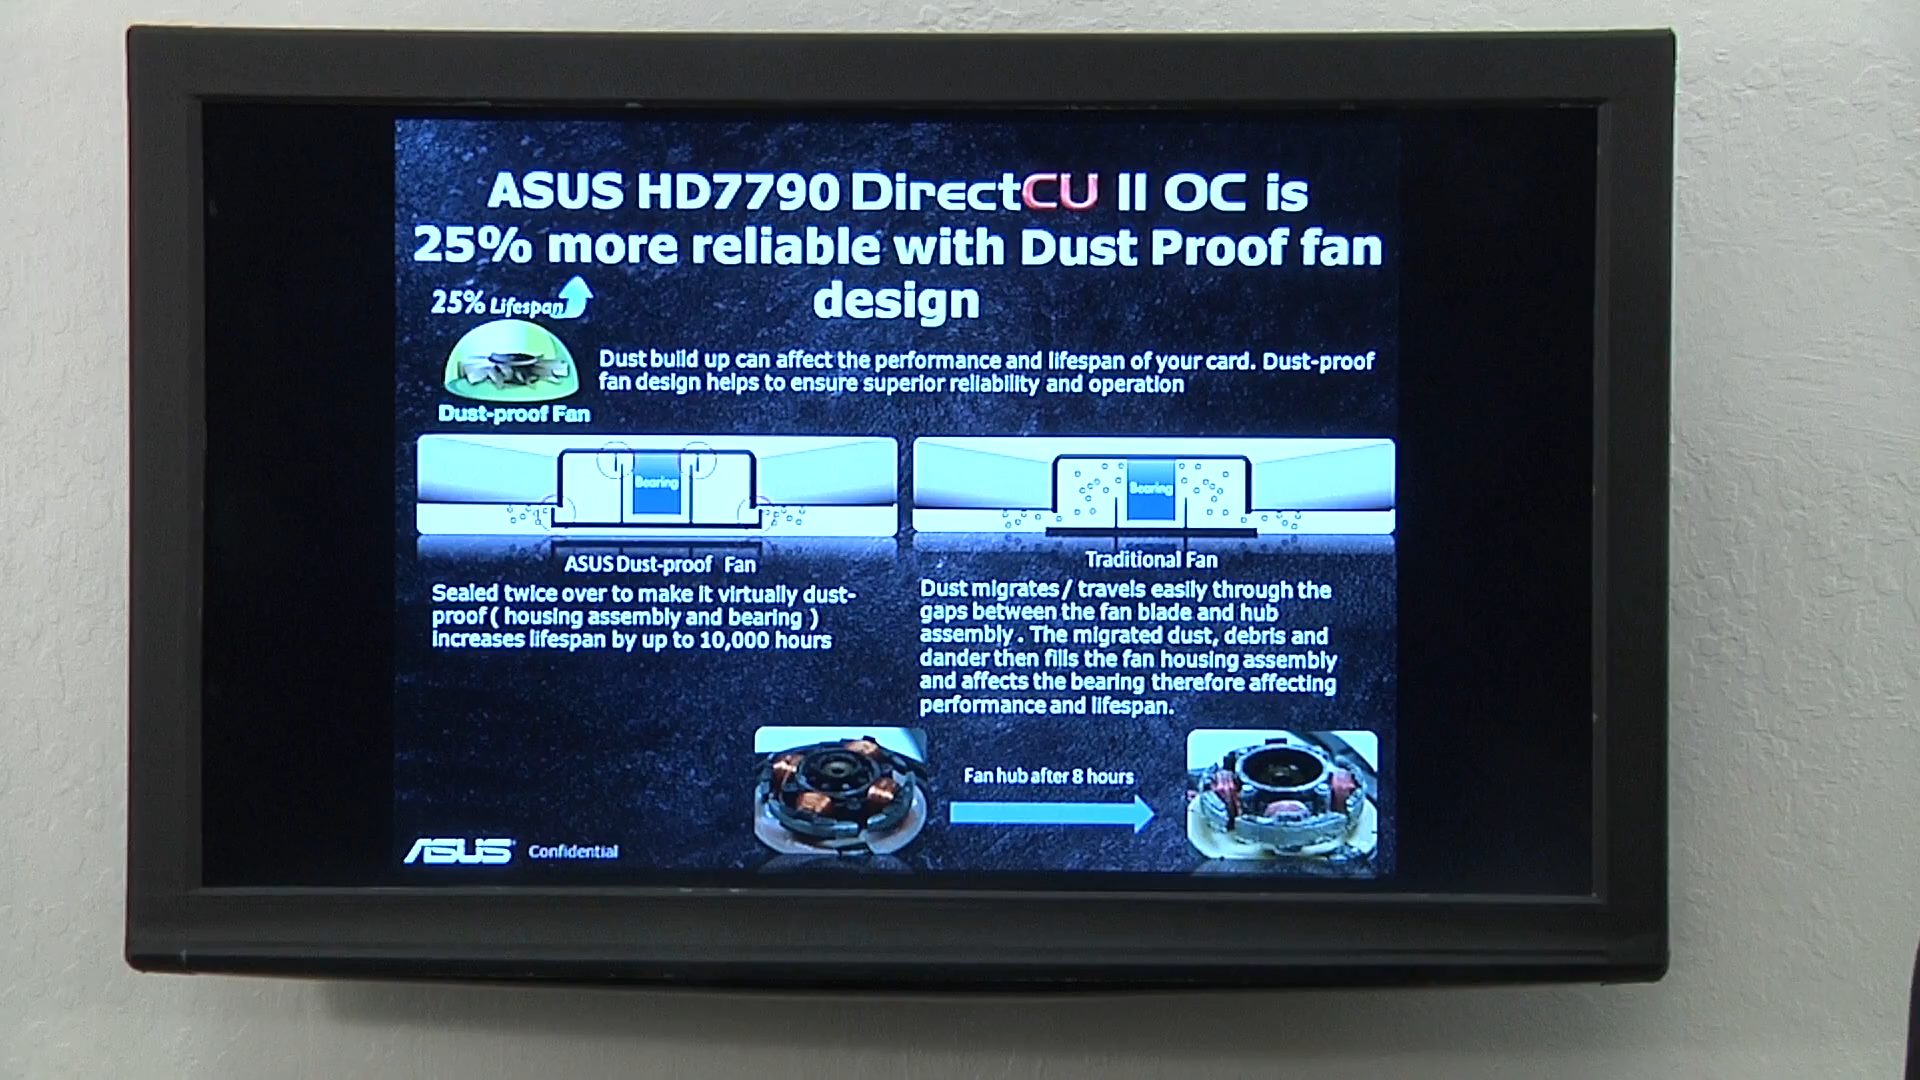 ASUS HD7790 DirectCU II OC is
25% more reliable with Dust Proof fan
design
25% Lifespan
Dust-proof Fan
Dust build up can affect the performance and lifespan of your card. Dust-proof
fan design helps to ensure superior reliability and operation
Bearing
Bearing
ASUS Dust-proof Fan
Sealed twice over to make it virtually dust-
proof ( housing assembly and bearing )
increases lifespan by up to 10,000 hours
Traditional Fan
Dust migrates / travels easily through the
gaps between the fan blade and hub
assembly . The migrated dust, debris and
dander then fills the fan housing assembly
and affects the bearing therefore affecting
performance and lifespan.
Fan hub after 8 hours
ASUS Confidential